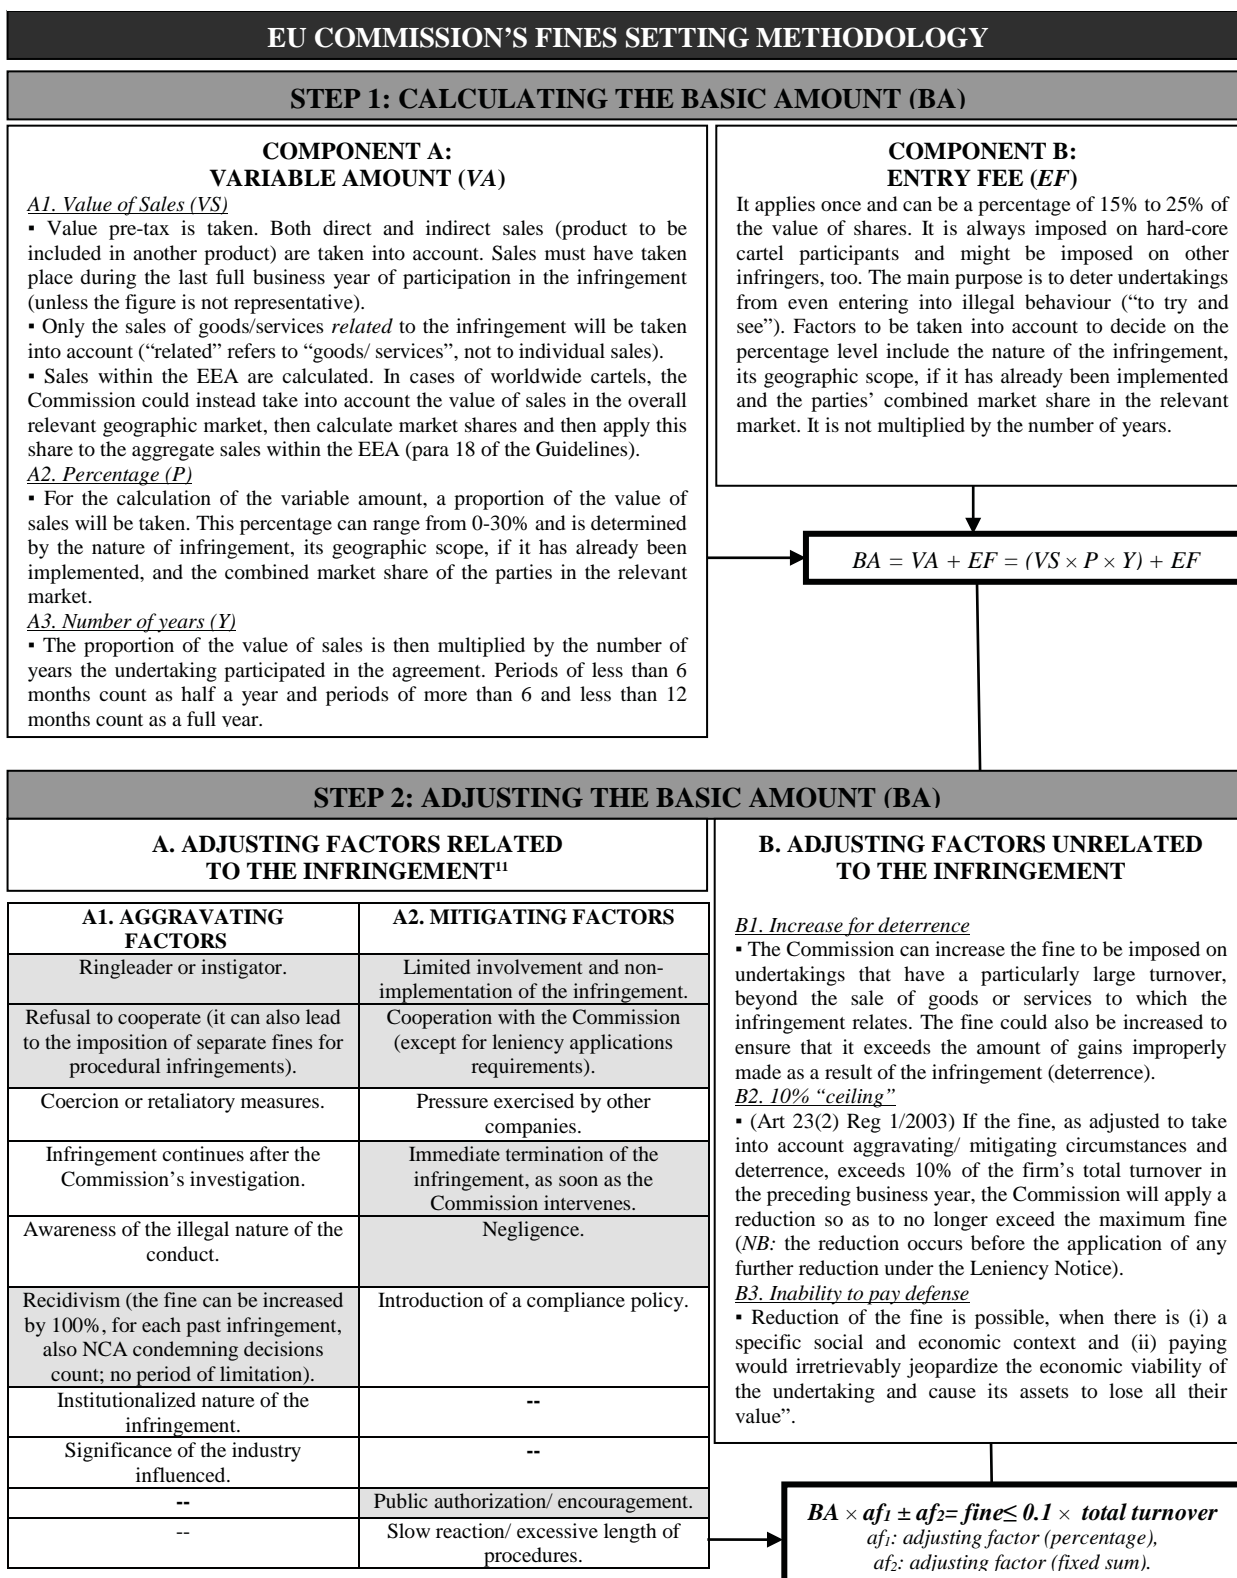 EU COMMISSION'S FINES SETTING METHODOLOGY
STEP 1: CALCULATING THE BASIC AMOUNT (BA)
COMPONENT A:
VARIABLE AMOUNT (VA)
A1. Value of Sales (VS)
▪ Value pre-tax is taken. Both direct and indirect sales (product to be
included in another product) are taken into account. Sales must have taken
place during the last full business year of participation in the infringement
(unless the figure is not representative).
▪ Only the sales of goods/services related to the infringement will be taken
into account ("related" refers to "goods/ services", not to individual sales).
▪ Sales within the EEA are calculated. In cases of worldwide cartels, the
Commission could instead take into account the value of sales in the overall
relevant geographic market, then calculate market shares and then apply this
share to the aggregate sales within the EEA (para 18 of the Guidelines).
A2. Percentage (P)
▪ For the calculation of the variable amount, a proportion of the value of
sales will be taken. This percentage can range from 0-30% and is determined
by the nature of infringement, its geographic scope, if it has already been
implemented, and the combined market share of the parties in the relevant
market.
A3. Number of years (Y)
▪ The proportion of the value of sales is then multiplied by the number of
years the undertaking participated in the agreement. Periods of less than 6
months count as half a year and periods of more than 6 and less than 12
months count as a full year.
COMPONENT B:
ENTRY FEE (EF)
It applies once and can be a percentage of 15% to 25% of
the value of shares. It is always imposed on hard-core
cartel participants and might be imposed on other
infringers, too. The main purpose is to deter undertakings
from even entering into illegal behaviour ("to try and
see"). Factors to be taken into account to decide on the
percentage level include the nature of the infringement,
its geographic scope, if it has already been implemented
and the parties' combined market share in the relevant
market. It is not multiplied by the number of years.
BA = VA + EF = (VS × P × Y) + EF
STEP 2: ADJUSTING THE BASIC AMOUNT (BA)
A. ADJUSTING FACTORS RELATED
TO THE INFRINGEMENT¹¹
A1. AGGRAVATING
FACTORS
A2. MITIGATING FACTORS
Ringleader or instigator.
Limited involvement and non-
implementation of the infringement.
Refusal to cooperate (it can also lead
to the imposition of separate fines for
procedural infringements).
Cooperation with the Commission
(except for leniency applications
requirements).
Coercion or retaliatory measures.
Pressure exercised by other
companies.
Infringement continues after the
Commission's investigation.
Immediate termination of the
infringement, as soon as the
Commission intervenes.
Awareness of the illegal nature of the
conduct.
Negligence.
Recidivism (the fine can be increased
by 100%, for each past infringement,
also NCA condemning decisions
count; no period of limitation).
Introduction of a compliance policy.
Institutionalized nature of the
infringement.
--
Significance of the industry
influenced.
--
--
Public authorization/ encouragement.
--
Slow reaction/ excessive length of
procedures.
B. ADJUSTING FACTORS UNRELATED
TO THE INFRINGEMENT
B1. Increase for deterrence
▪ The Commission can increase the fine to be imposed on
undertakings that have a particularly large turnover,
beyond the sale of goods or services to which the
infringement relates. The fine could also be increased to
ensure that it exceeds the amount of gains improperly
made as a result of the infringement (deterrence).
B2. 10% "ceiling"
▪ (Art 23(2) Reg 1/2003) If the fine, as adjusted to take
into account aggravating/ mitigating circumstances and
deterrence, exceeds 10% of the firm's total turnover in
the preceding business year, the Commission will apply a
reduction so as to no longer exceed the maximum fine
(NB: the reduction occurs before the application of any
further reduction under the Leniency Notice).
B3. Inability to pay defense
▪ Reduction of the fine is possible, when there is (i) a
specific social and economic context and (ii) paying
would irretrievably jeopardize the economic viability of
the undertaking and cause its assets to lose all their
value".
BA × af₁ ± af₂= fine≤ 0.1 × total turnover
af₁: adjusting factor (percentage),
af₂: adjusting factor (fixed sum).